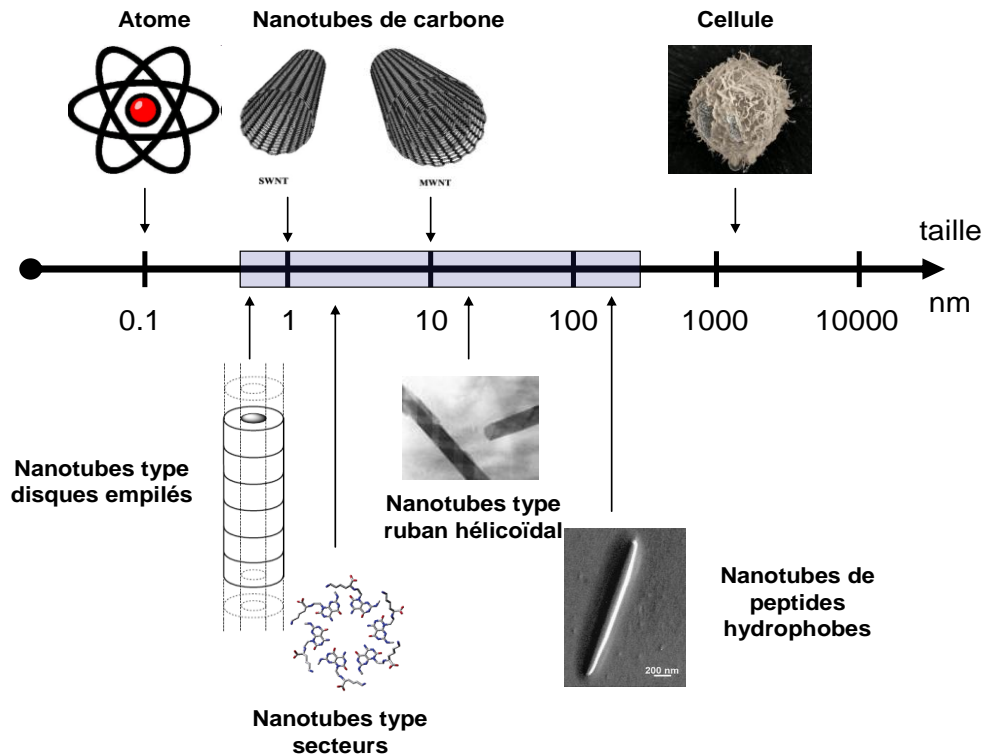 Atome
Nanotubes de carbone
Cellule
SWNT
MWNT
taille
nm
0.1
1
10
100
1000
10000
Nanotubes type
disques empilés
Nanotubes type
ruban hélicoïdal
Nanotubes de
peptides
hydrophobes
200 nm
Nanotubes type
secteurs